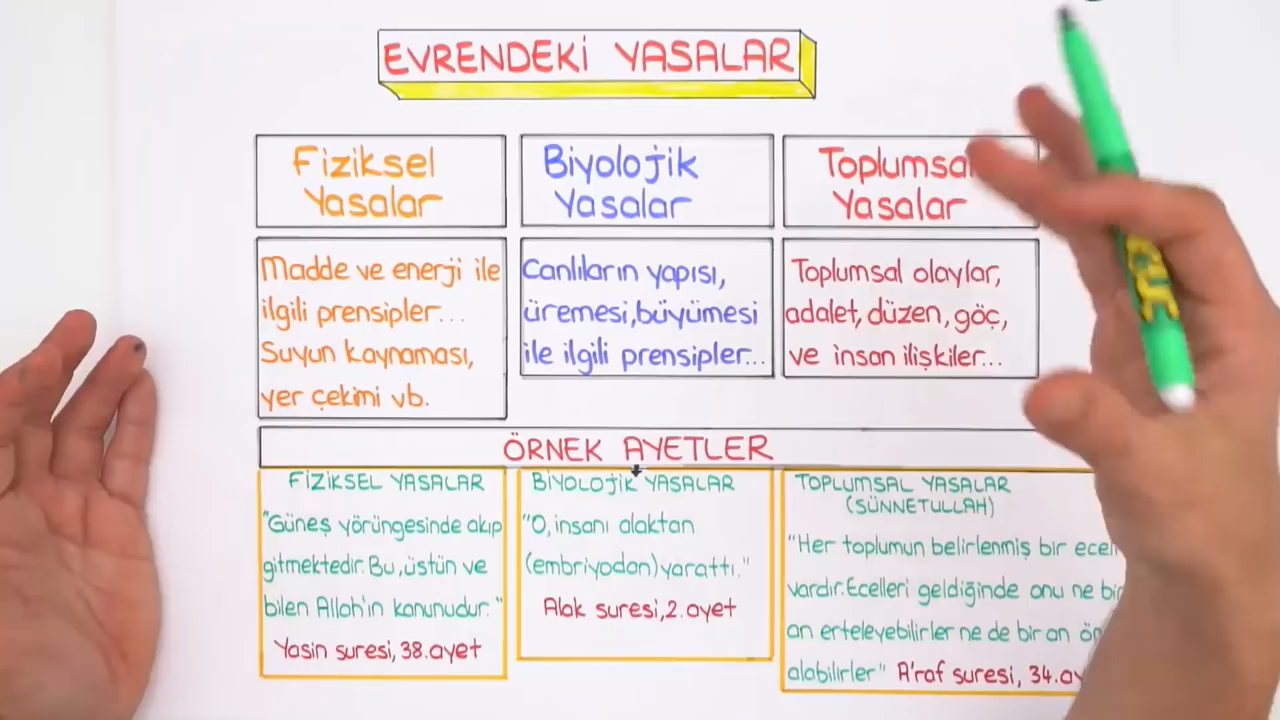 EVRENDEKİ YASALAR
Fiziksel
Yasalar
Biyolojik
Yasalar
Toplumsal
Yasalar
Madde ve enerji ile
ilgili prensipler...
Suyun kaynaması,
yer çekimi vb.
Canlıların yapısı,
üremesi,büyümesi
ile ilgili prensipler...
Toplumsal olaylar,
adalet, düzen, göç,
ve insan ilişkiler...
ÖRNEK AYETLER
FİZİKSEL YASALAR
"Güneş yörüngesinde akıp
gitmektedir. Bu, üstün ve
bilen Allah'ın kanunudur."
Yasin suresi, 38. ayet
BİYOLOJİK YASALAR
"O, insanı alaktan
(embriyodan) yarattı."
Alak suresi, 2. ayet
TOPLUMSAL YASALAR
(SÜNNETULLAH)
"Her toplumun belirlenmiş bir
vardır. Ecelleri geldiğinde onu ne
an erteleyebilirler ne de bir an
alabilirler" A'raf suresi, 34.